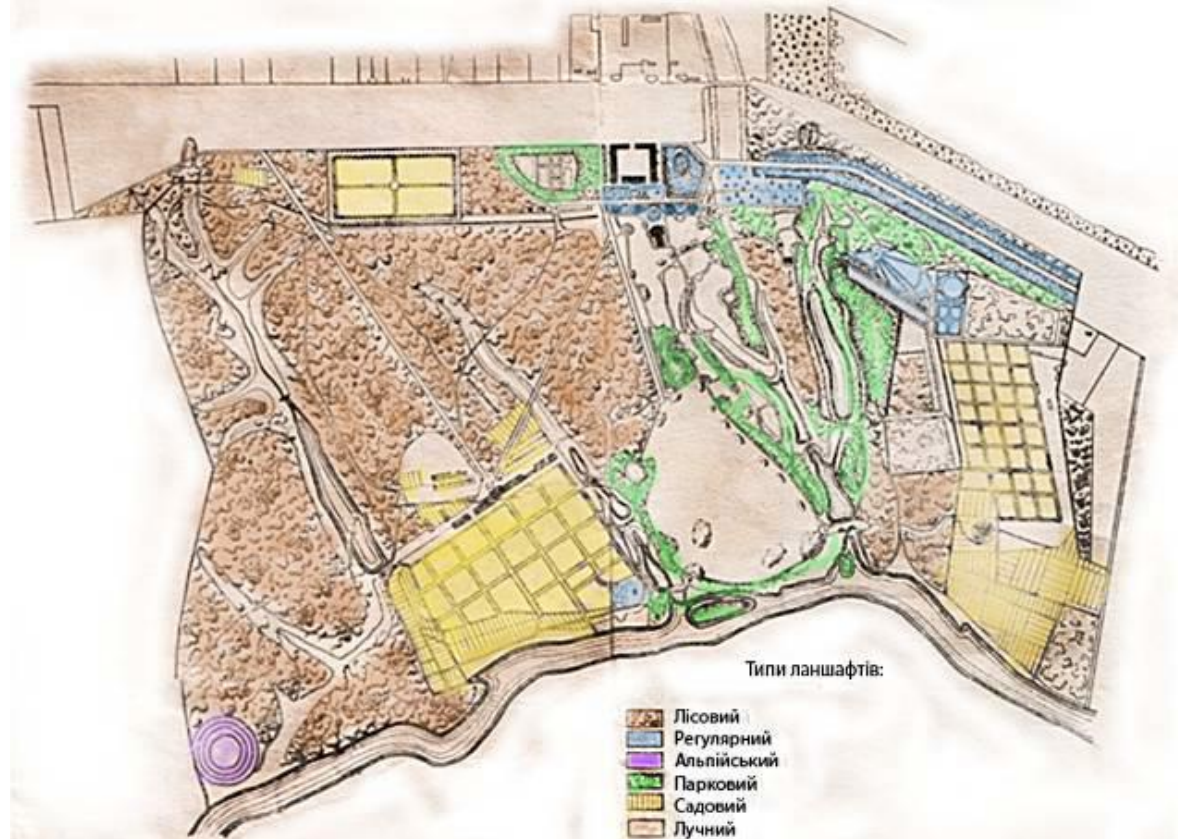 Типи ланшафтів:
Лісовий
Регулярний
Альпійський
Парковий
Садовий
Лучний